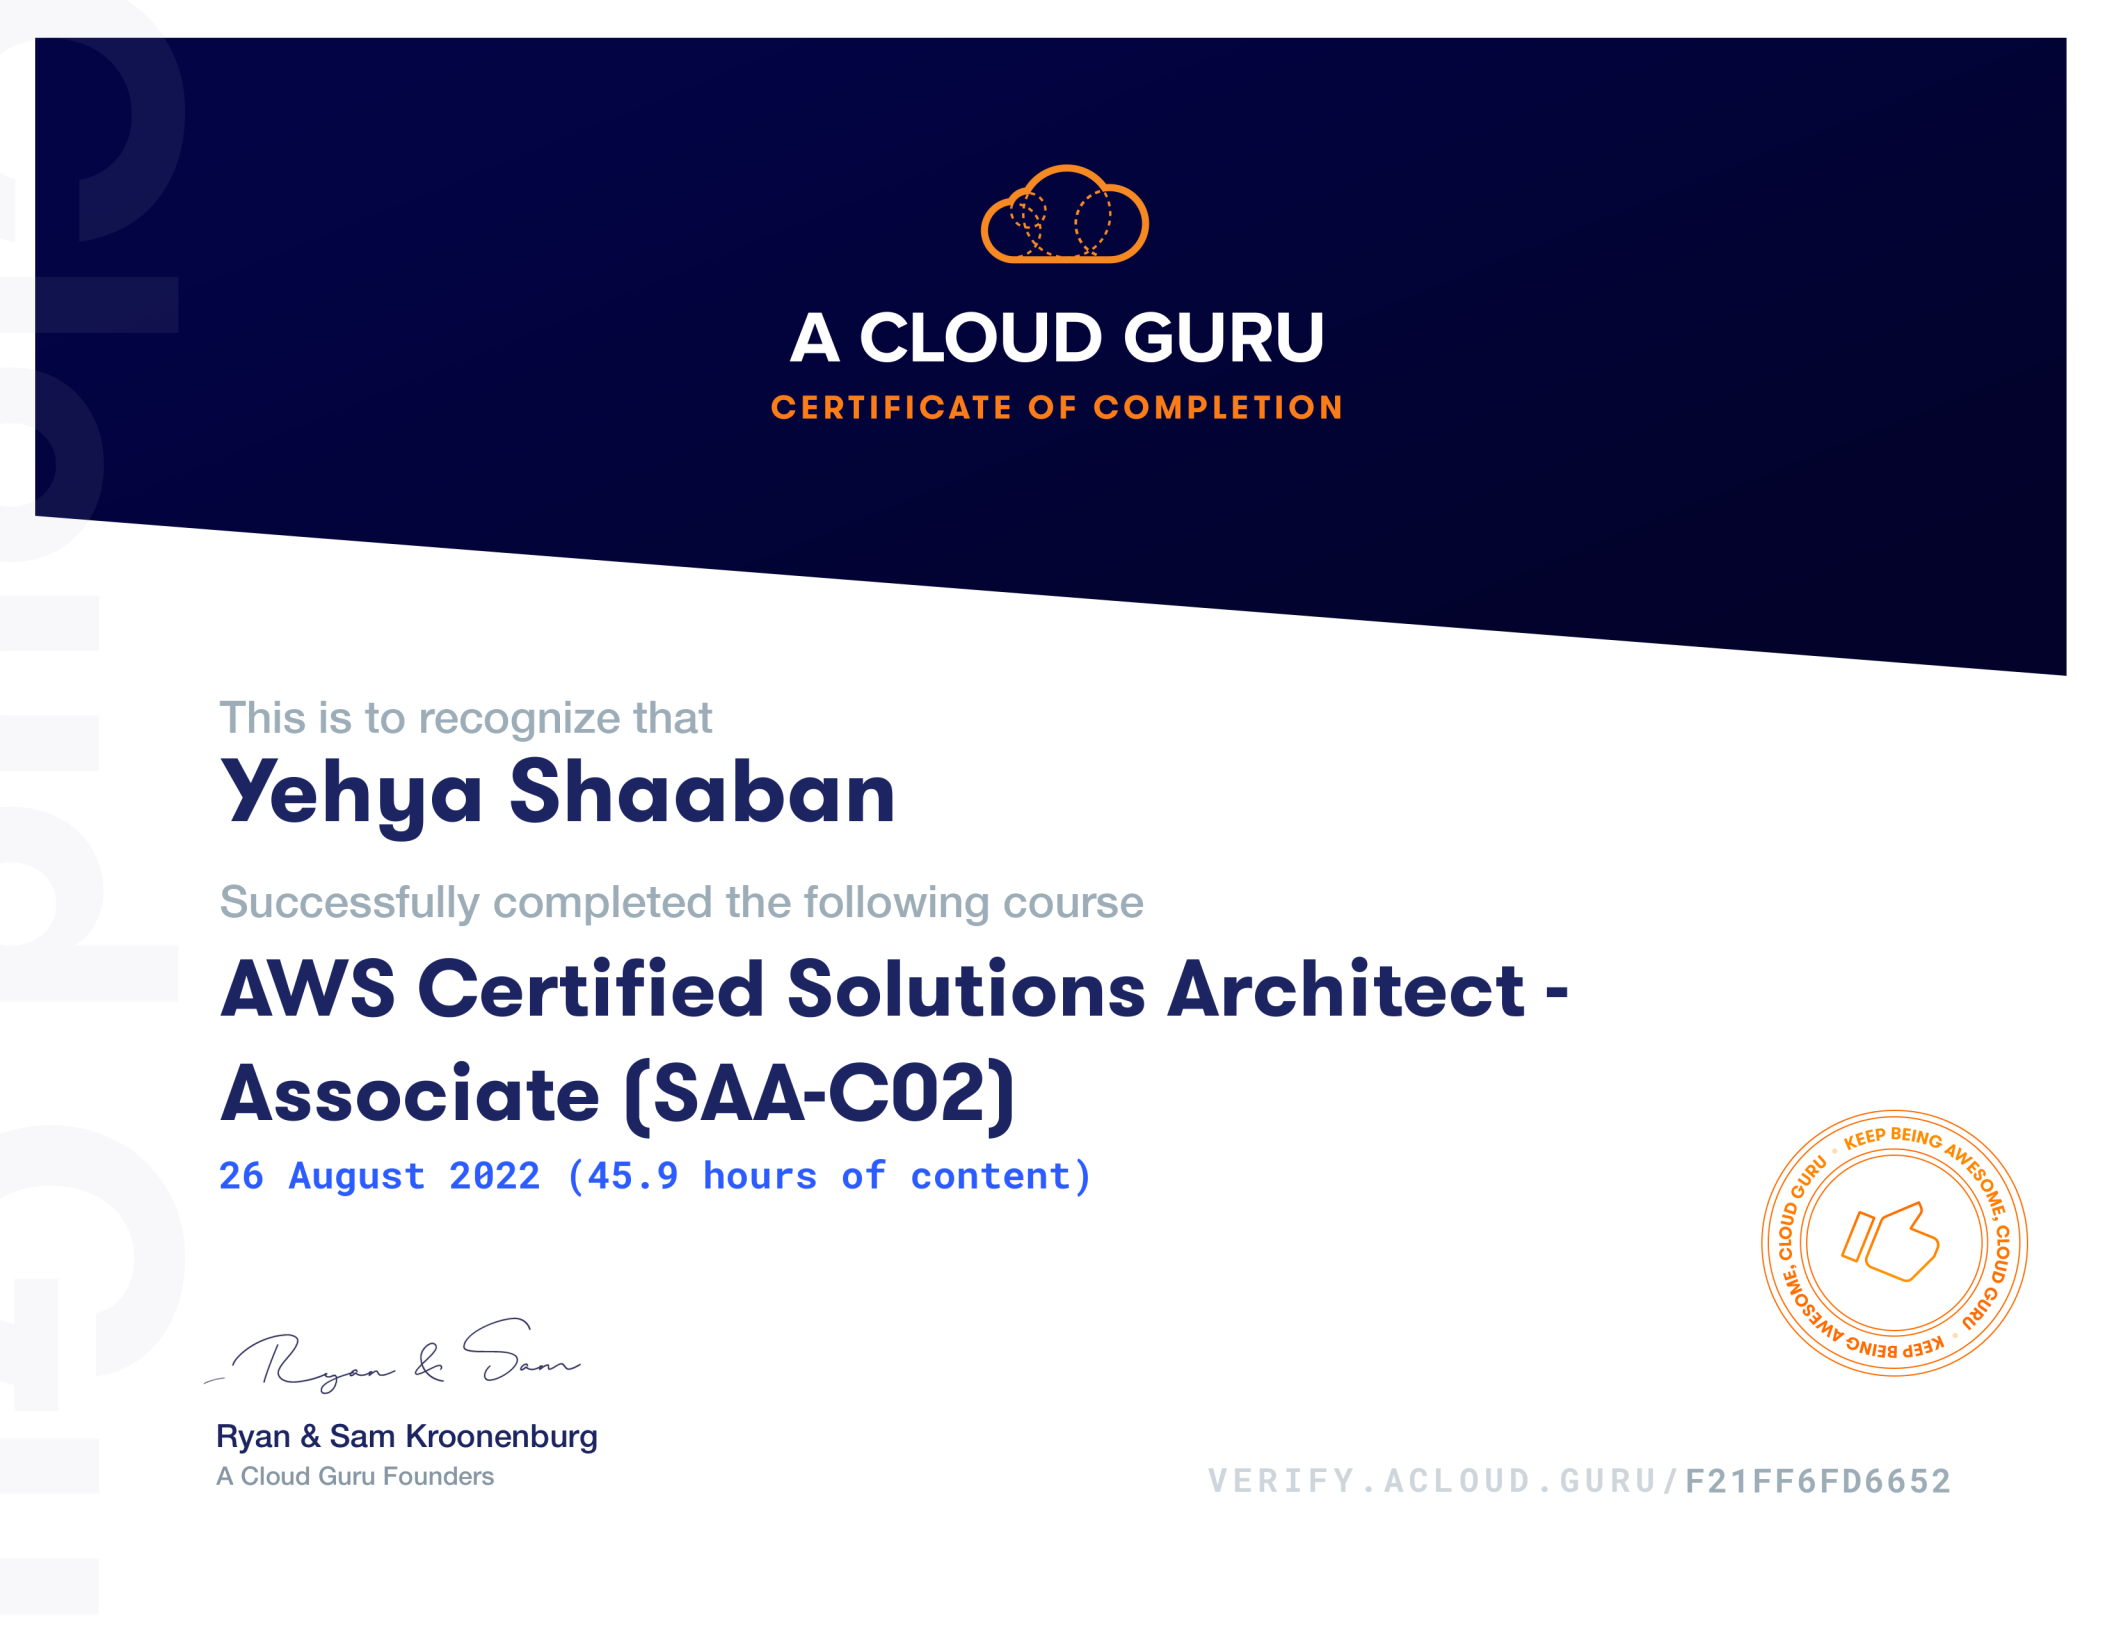 A CLOUD GURU
CERTIFICATE OF COMPLETION
This is to recognize that
Yehya Shaaban
Successfully completed the following course
AWS Certified Solutions Architect -
Associate (SAA-C02)
26 August 2022 (45.9 hours of content)
KEEP BEING AWESOME, CLOUD GURU
KEEP BEING AWESOME, CLOUD GURU
Ryan & Sam
Ryan & Sam Kroonenburg
A Cloud Guru Founders
VERIFY.ACLOUD.GURU/F21FF6FD6652